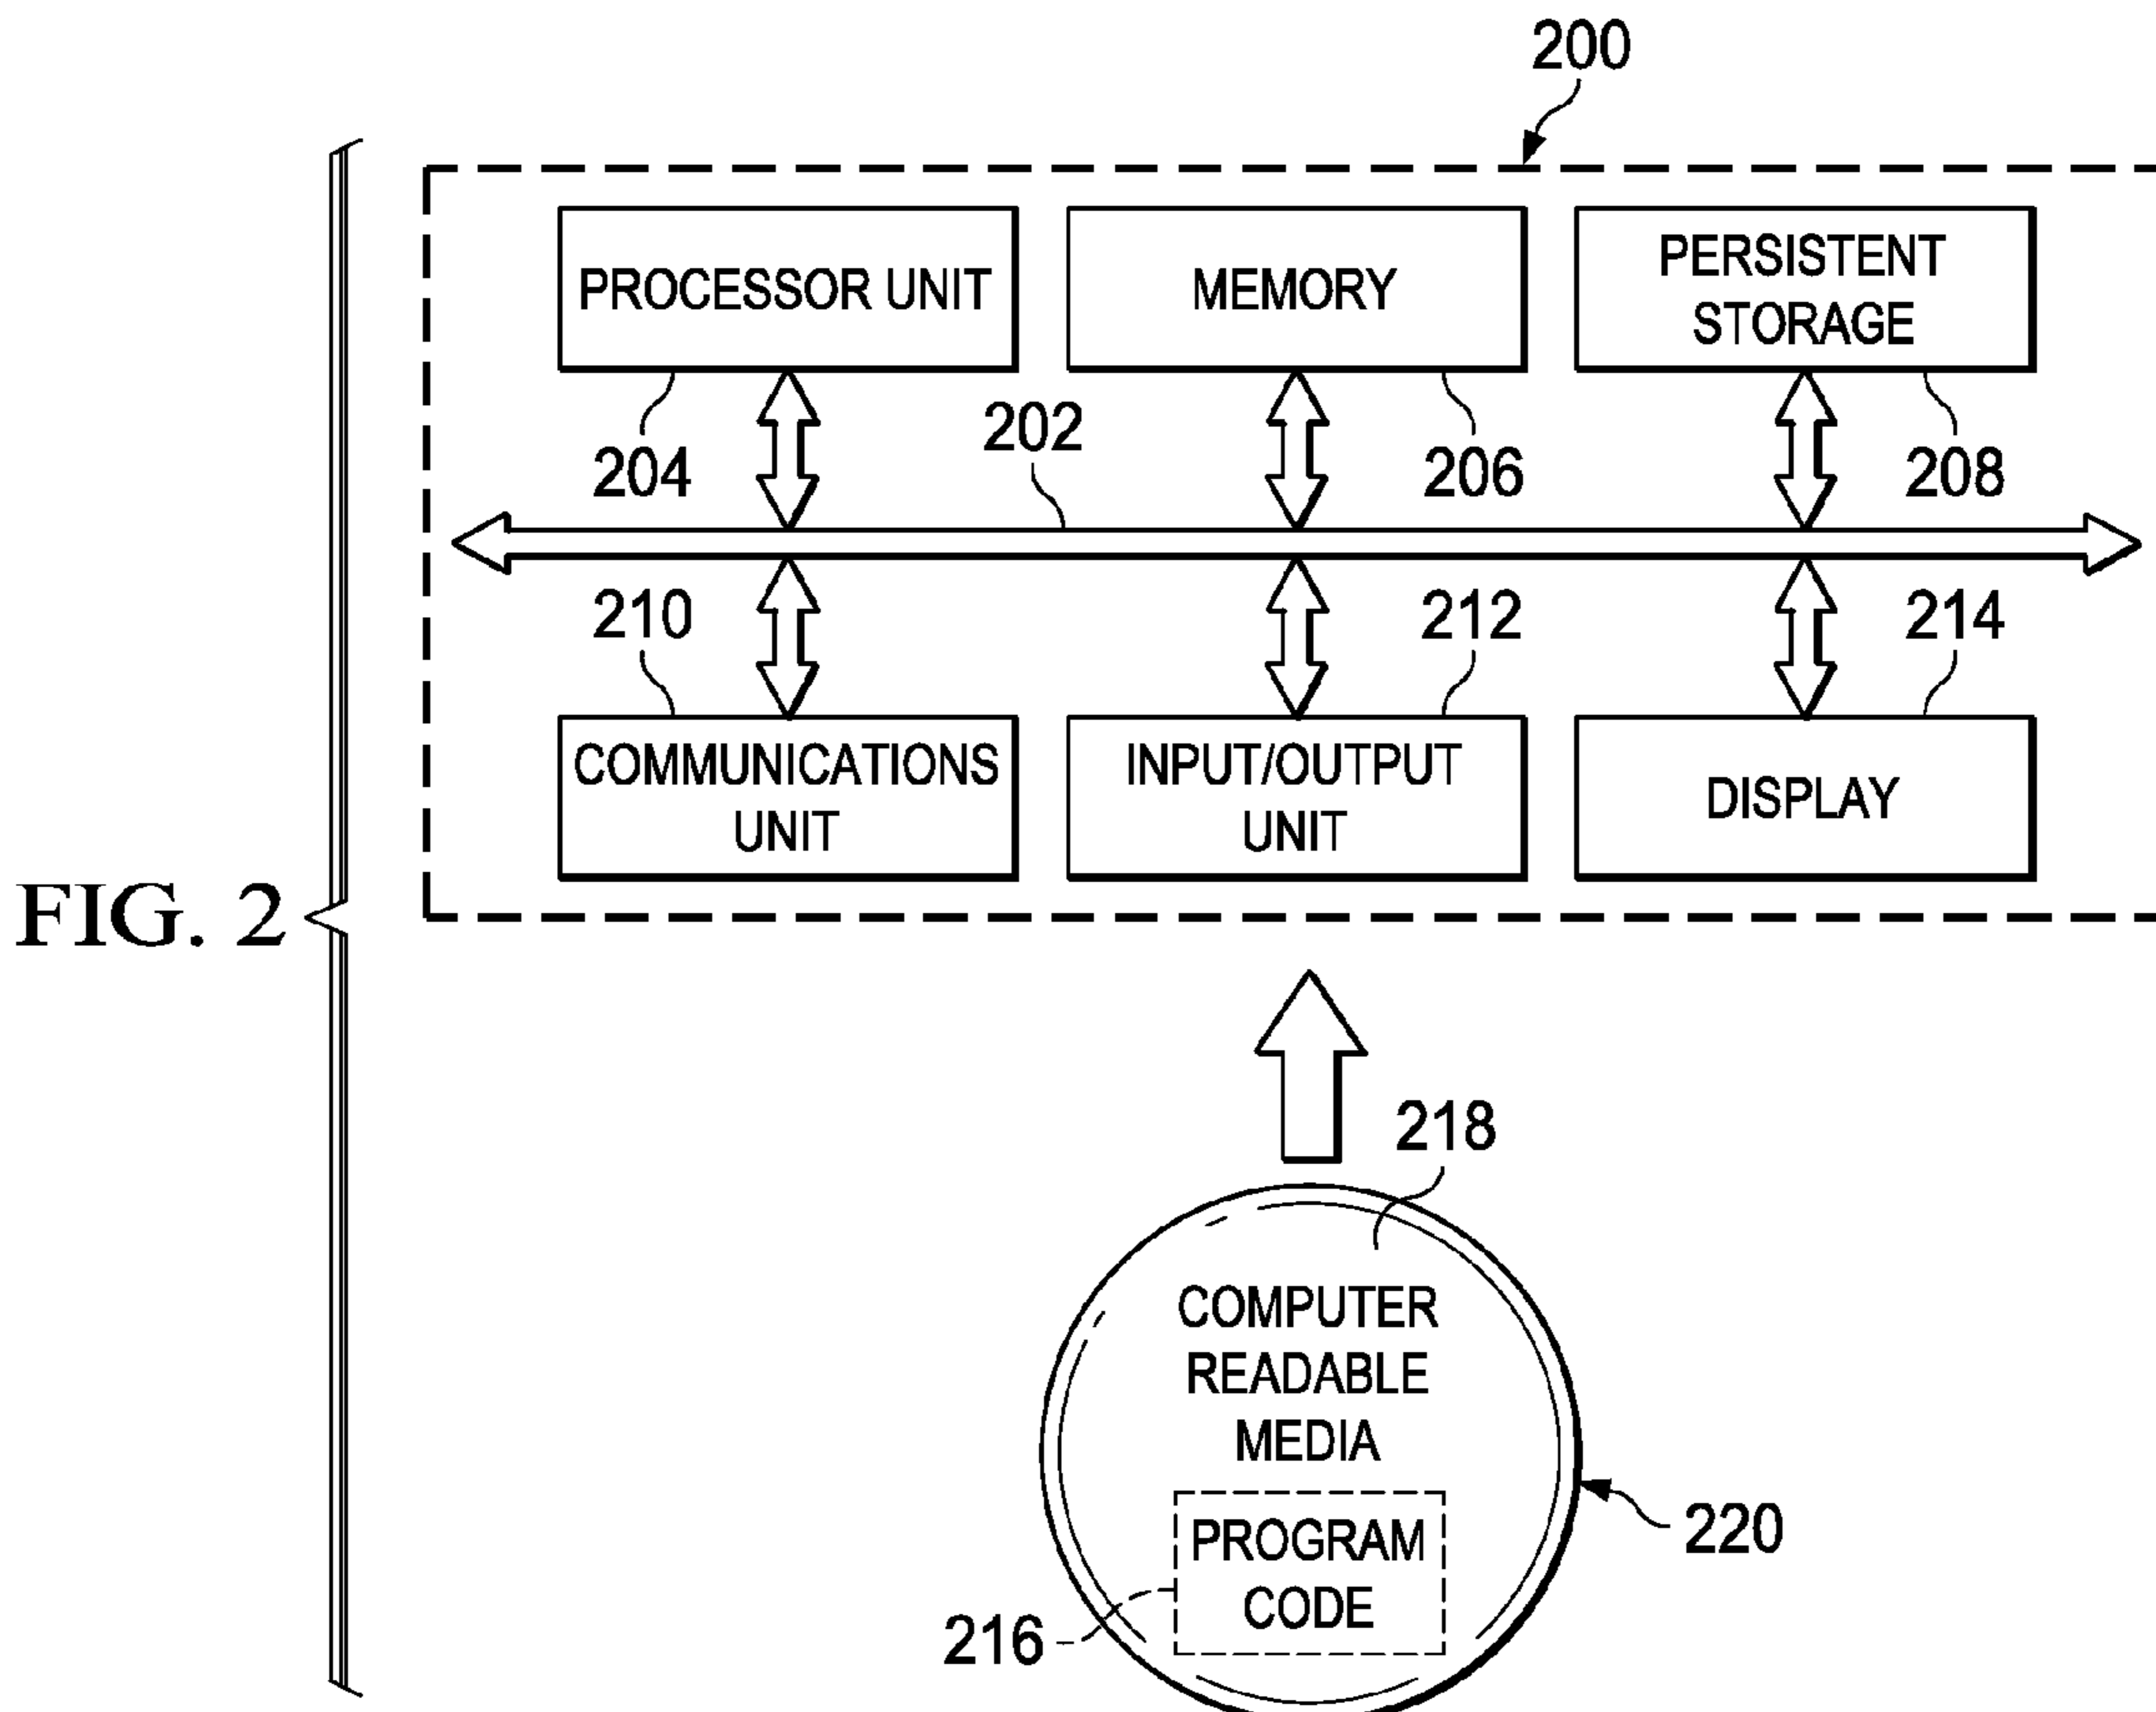 200
PROCESSOR UNIT
MEMORY
PERSISTENT
STORAGE
204
202
206
208
210
212
214
COMMUNICATIONS
UNIT
INPUT/OUTPUT
UNIT
DISPLAY
FIG. 2
218
COMPUTER
READABLE
MEDIA
PROGRAM
CODE
220
216